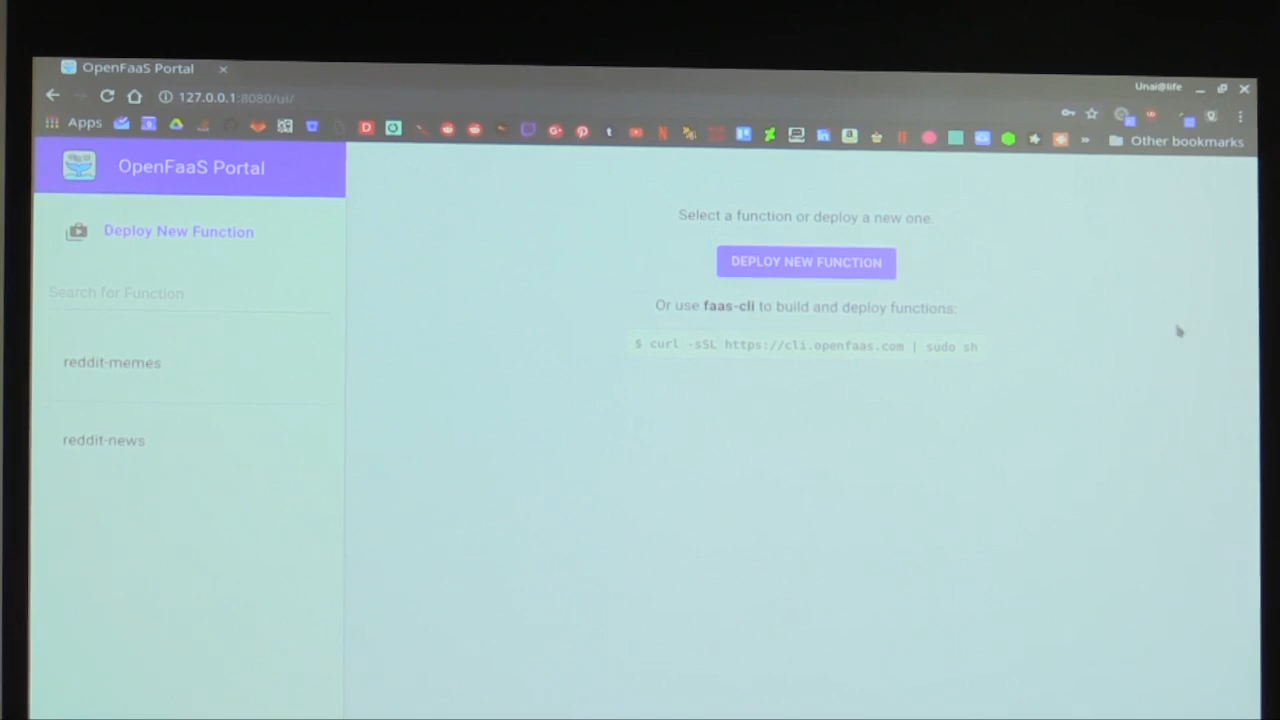 OpenFaaS Portal
Unai@life
127.0.0.1:8080/ui/
Apps
Other bookmarks
OpenFaaS Portal
Deploy New Function
Search for Function
reddit-memes
reddit-news
Select a function or deploy a new one.
DEPLOY NEW FUNCTION
Or use faas-cli to build and deploy functions:
$ curl -sSL https://cli.openfaas.com | sudo sh